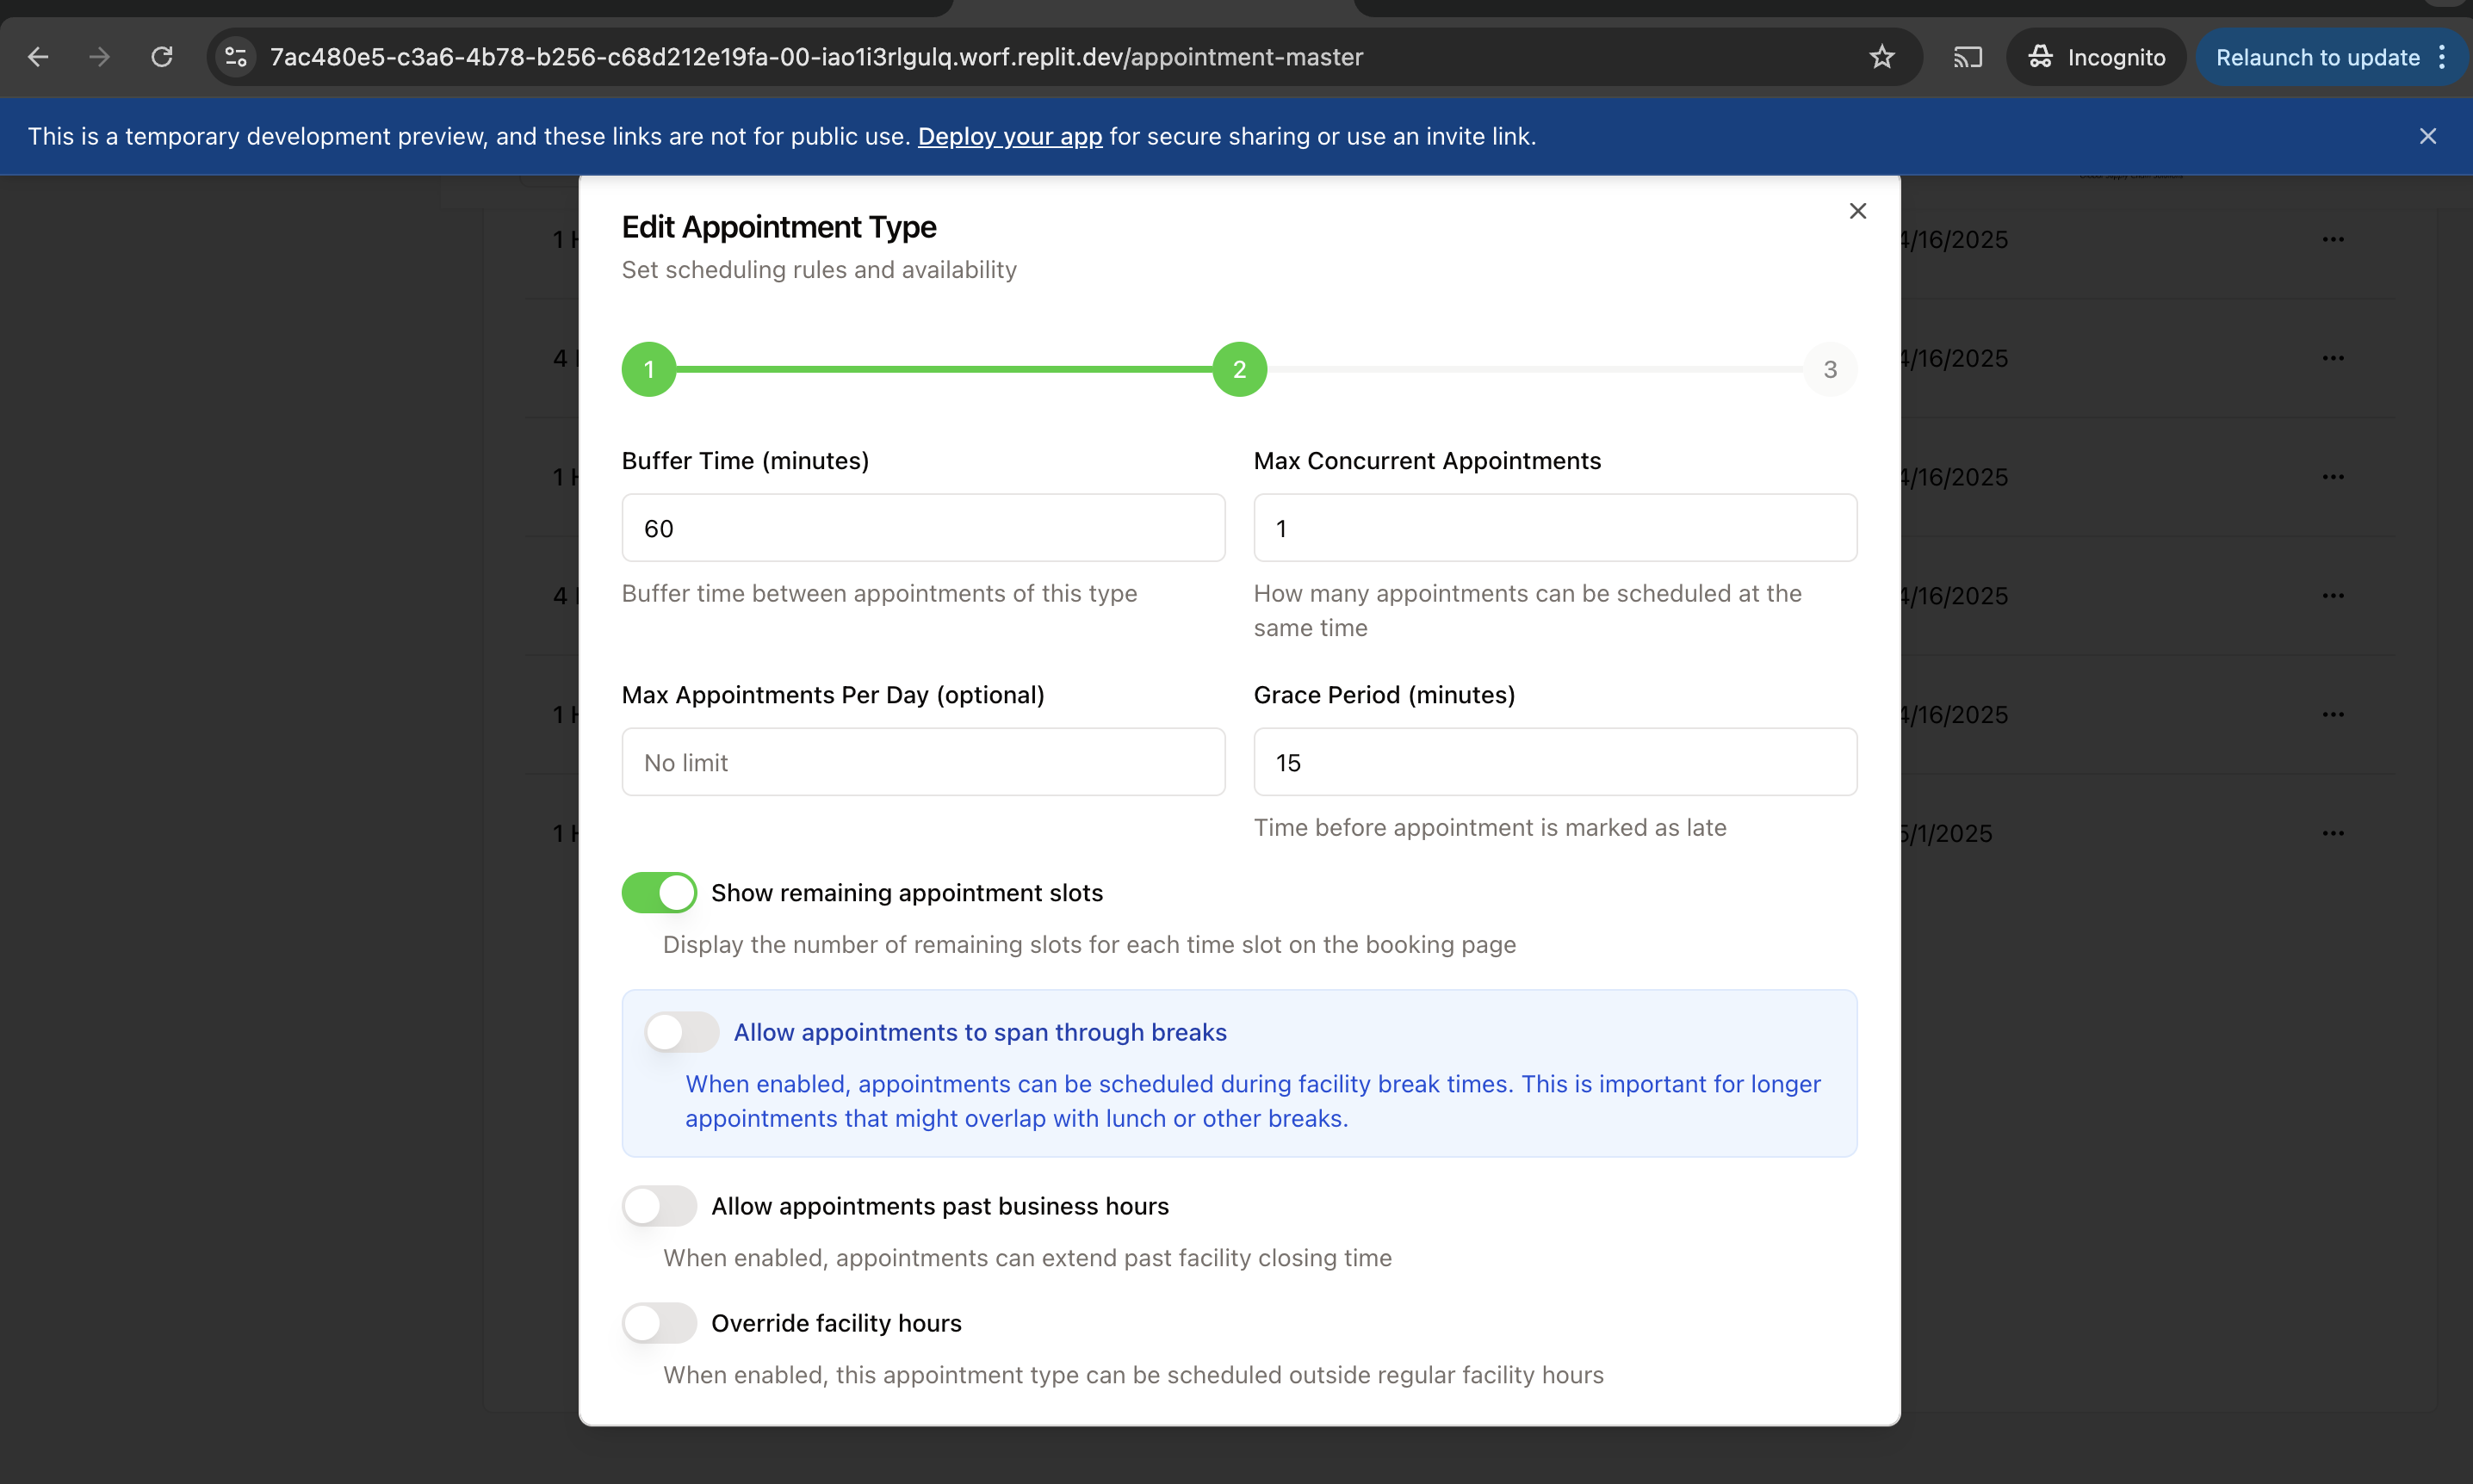 7ac480e5-c3a6-4b78-b256-c68d212e19fa-00-iao1i3rlgulq.worf.replit.dev/appointment-master
Incognito
Relaunch to update
This is a temporary development preview, and these links are not for public use. Deploy your app for secure sharing or use an invite link.
Edit Appointment Type
Set scheduling rules and availability
1 2 3
Buffer Time (minutes)
60
Buffer time between appointments of this type
Max Concurrent Appointments
1
How many appointments can be scheduled at the
same time
Max Appointments Per Day (optional)
No limit
Grace Period (minutes)
15
Time before appointment is marked as late
Show remaining appointment slots
Display the number of remaining slots for each time slot on the booking page
Allow appointments to span through breaks
When enabled, appointments can be scheduled during facility break times. This is important for longer
appointments that might overlap with lunch or other breaks.
Allow appointments past business hours
When enabled, appointments can extend past facility closing time
Override facility hours
When enabled, this appointment type can be scheduled outside regular facility hours
1 4/16/2025
4 4/16/2025
1 4/16/2025
4 4/16/2025
1 4/16/2025
1 5/1/2025